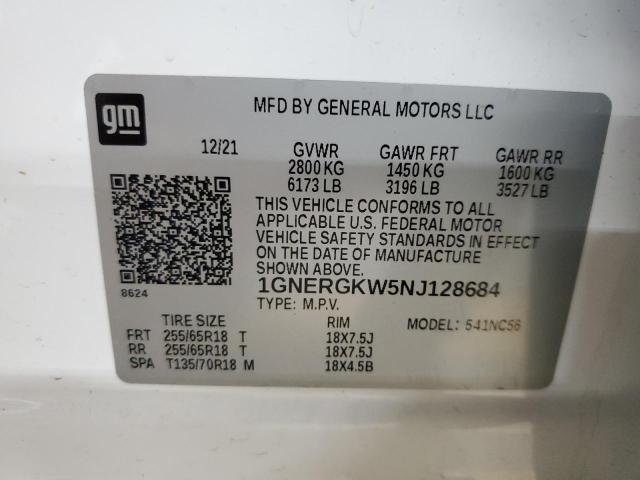 gm
MFD BY GENERAL MOTORS LLC
12/21 GVWR GAWR FRT GAWR RR
2800 KG 1450 KG 1600 KG
6173 LB 3196 LB 3527 LB
THIS VEHICLE CONFORMS TO ALL
APPLICABLE U.S. FEDERAL MOTOR
VEHICLE SAFETY STANDARDS IN EFFECT
ON THE DATE OF MANUFACTURE
SHOWN ABOVE.
8624
1GNERGKW5NJ128684
TYPE: M.P.V.
TIRE SIZE RIM MODEL: 541NC56
FRT 255/65R18 T 18X7.5J
RR 255/65R18 T 18X7.5J
SPA T135/70R18 M 18X4.5B